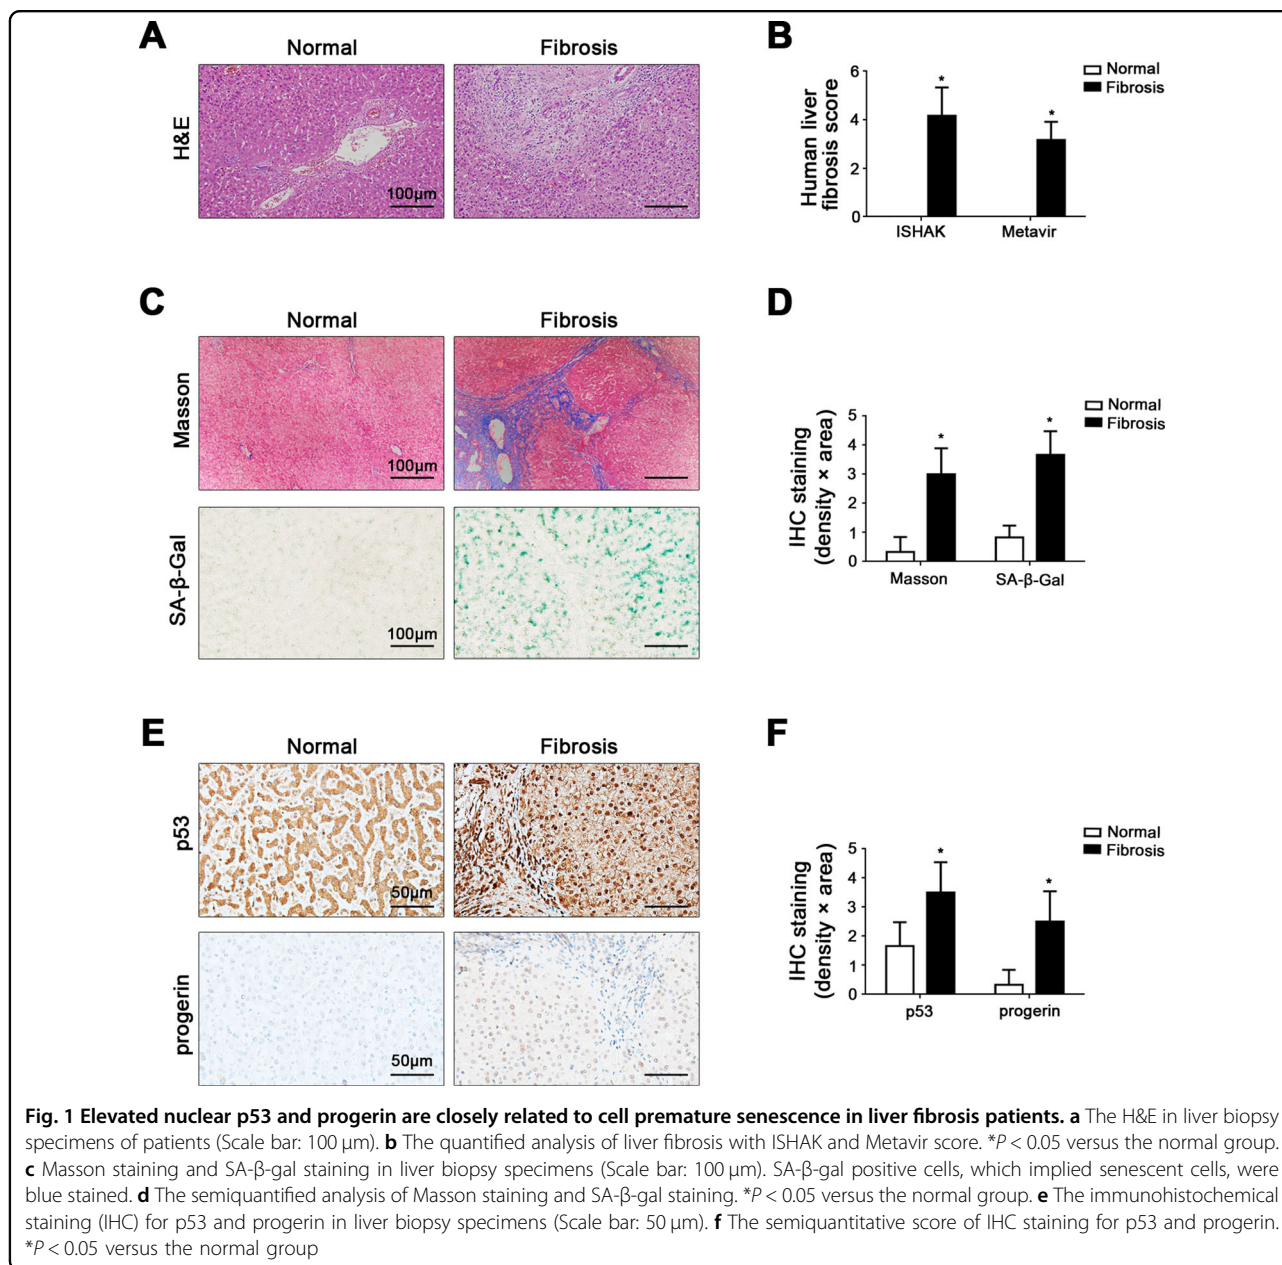 A
Normal
Fibrosis
H&E
100μm
B
Normal
Fibrosis
Human liver
fibrosis score
6
4
2
0
*
*
ISHAK
Metavir
C
Normal
Fibrosis
Masson
100μm
SA-β-Gal
100μm
D
Normal
Fibrosis
IHC staining
(density × area)
5
4
3
2
1
0
*
*
Masson
SA-β-Gal
E
Normal
Fibrosis
p53
50μm
progerin
50μm
F
Normal
Fibrosis
IHC staining
(density × area)
5
4
3
2
1
0
*
*
p53
progerin
Fig. 1 Elevated nuclear p53 and progerin are closely related to cell premature senescence in liver fibrosis patients. a The H&E in liver biopsy
specimens of patients (Scale bar: 100 μm). b The quantified analysis of liver fibrosis with ISHAK and Metavir score. *P < 0.05 versus the normal group.
c Masson staining and SA-β-gal staining in liver biopsy specimens (Scale bar: 100 μm). SA-β-gal positive cells, which implied senescent cells, were
blue stained. d The semiquantified analysis of Masson staining and SA-β-gal staining. *P < 0.05 versus the normal group. e The immunohistochemical
staining (IHC) for p53 and progerin in liver biopsy specimens (Scale bar: 50 μm). f The semiquantitative score of IHC staining for p53 and progerin.
*P < 0.05 versus the normal group